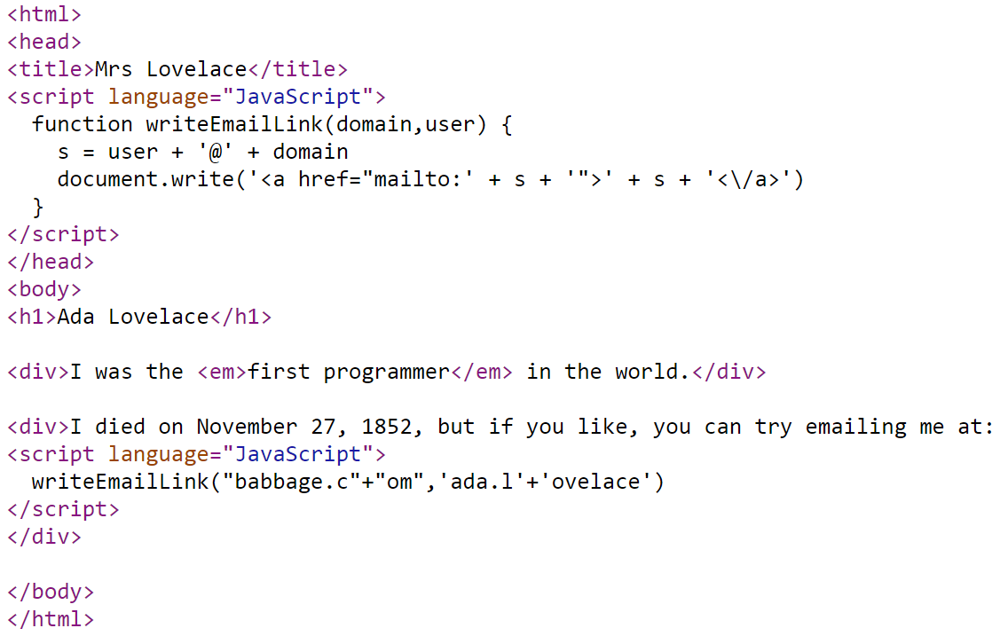 <html>
<head>
<title>Mrs Lovelace</title>
<script language="JavaScript">
  function writeEmailLink(domain,user) {
    s = user + '@' + domain
    document.write('<a href="mailto:' + s + '">' + s + '<\/a>')
  }
</script>
</head>
<body>
<h1>Ada Lovelace</h1>

<div>I was the <em>first programmer</em> in the world.</div>

<div>I died on November 27, 1852, but if you like, you can try emailing me at:
<script language="JavaScript">
  writeEmailLink("babbage.c"+"om",'ada.l'+'ovelace')
</script>
</div>

</body>
</html>